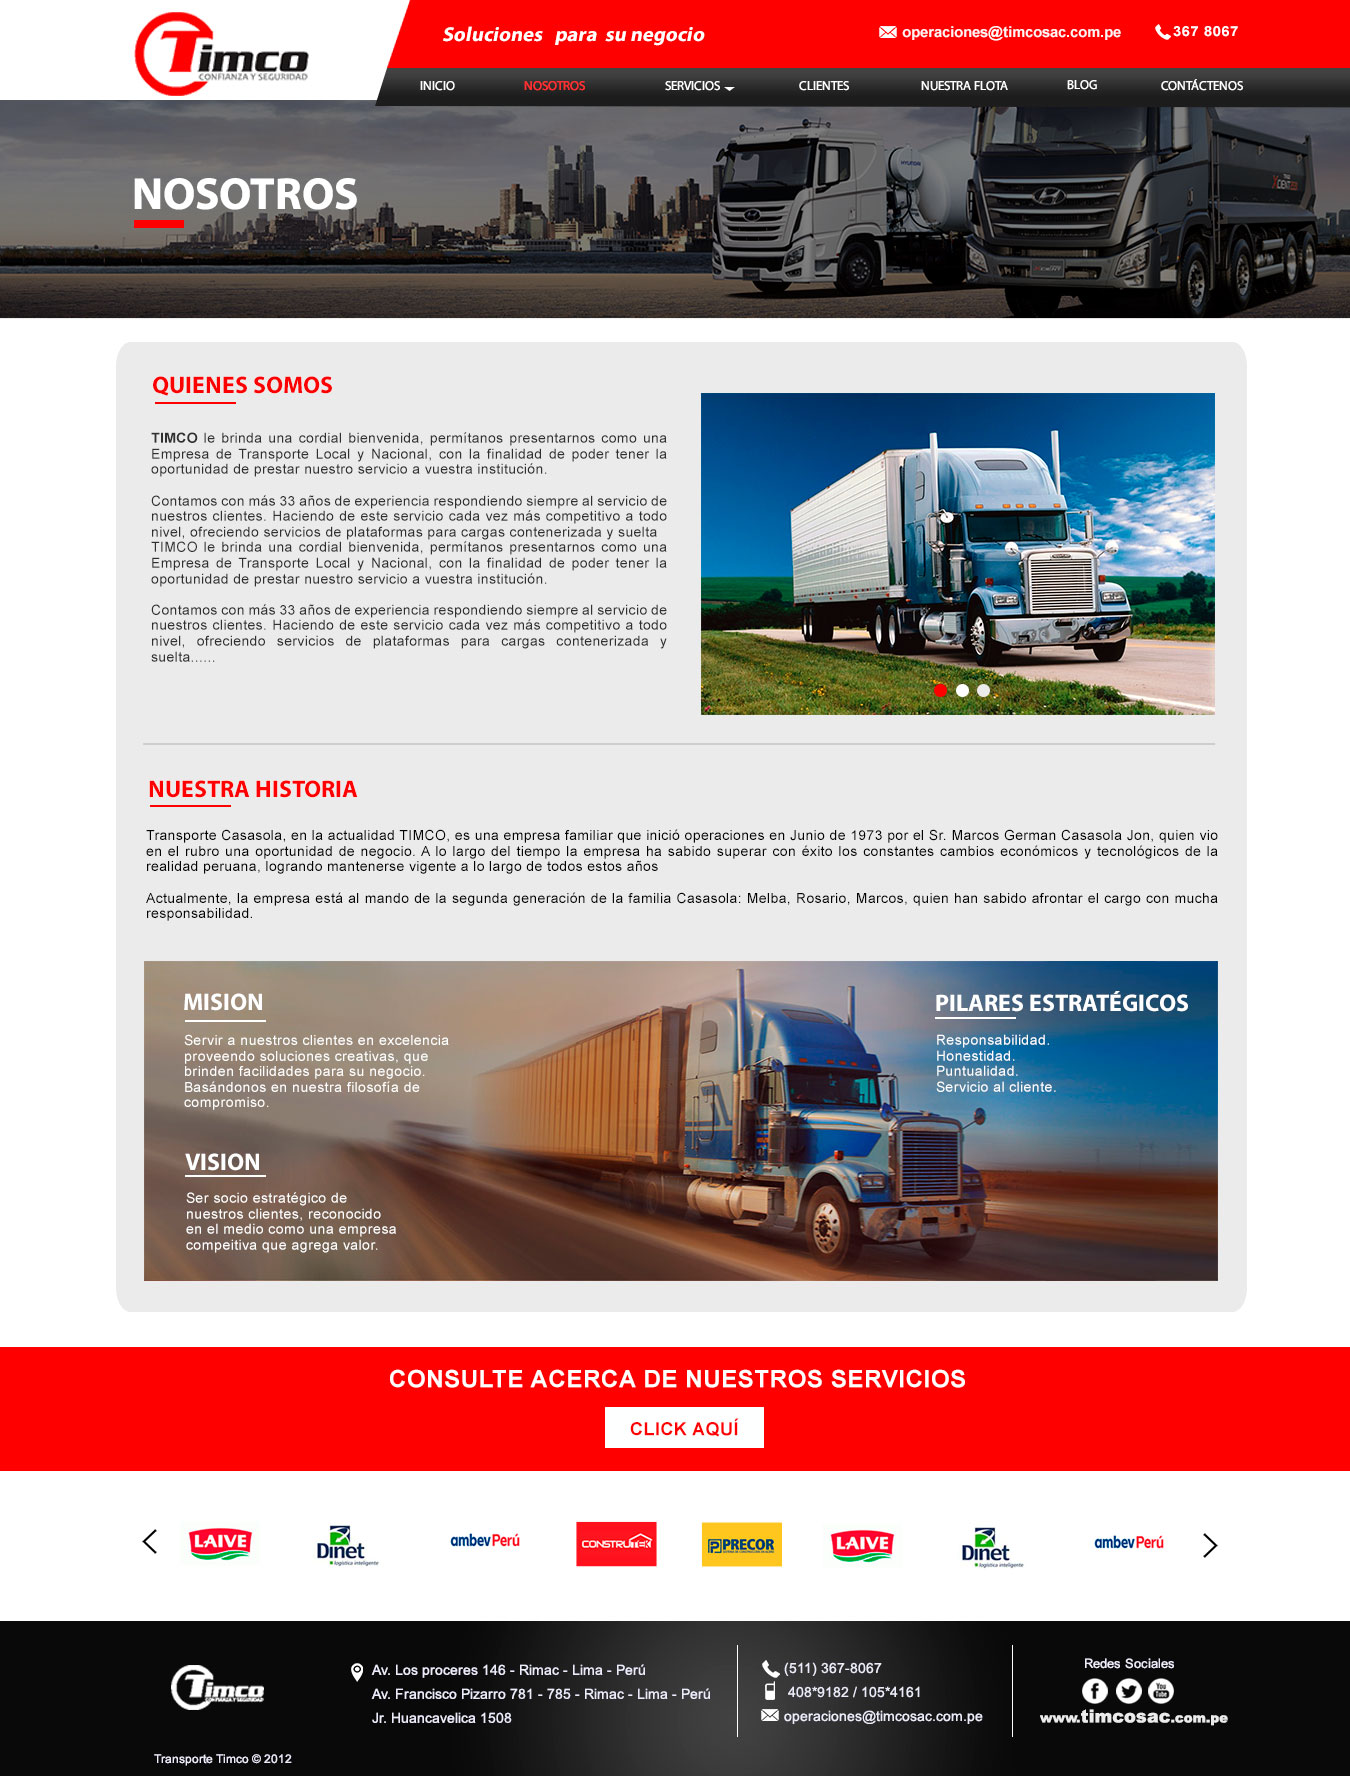 Timco
CONFIANZA Y SEGURIDAD
Soluciones para su negocio
operaciones@timcosac.com.pe
367 8067
INICIO
NOSOTROS
SERVICIOS
CLIENTES
NUESTRA FLOTA
BLOG
CONTÁCTENOS
NOSOTROS
HYUNDAI
QUIENES SOMOS
TIMCO le brinda una cordial bienvenida, permítanos presentarnos como una
Empresa de Transporte Local y Nacional, con la finalidad de poder tener la
oportunidad de prestar nuestro servicio a vuestra institución.
Contamos con más 33 años de experiencia respondiendo siempre al servicio de
nuestros clientes. Haciendo de este servicio cada vez más competitivo a todo
nivel, ofreciendo servicios de plataformas para cargas contenerizada y suelta
TIMCO le brinda una cordial bienvenida, permítanos presentarnos como una
Empresa de Transporte Local y Nacional, con la finalidad de poder tener la
oportunidad de prestar nuestro servicio a vuestra institución.
Contamos con más 33 años de experiencia respondiendo siempre al servicio de
nuestros clientes. Haciendo de este servicio cada vez más competitivo a todo
nivel, ofreciendo servicios de plataformas para cargas contenerizada y
suelta......
NUESTRA HISTORIA
Transporte Casasola, en la actualidad TIMCO, es una empresa familiar que inició operaciones en Junio de 1973 por el Sr. Marcos German Casasola Jon, quien vio
en el rubro una oportunidad de negocio. A lo largo del tiempo la empresa ha sabido superar con éxito los constantes cambios económicos y tecnológicos de la
realidad peruana, logrando mantenerse vigente a lo largo de todos estos años
Actualmente, la empresa está al mando de la segunda generación de la familia Casasola: Melba, Rosario, Marcos, quien han sabido afrontar el cargo con mucha
responsabilidad.
MISION
Servir a nuestros clientes en excelencia
proveendo soluciones creativas, que
brinden facilidades para su negocio.
Basándonos en nuestra filosofía de
compromiso.
VISION
Ser socio estratégico de
nuestros clientes, reconocido
en el medio como una empresa
compeitiva que agrega valor.
PILARES ESTRATÉGICOS
Responsabilidad.
Honestidad.
Puntualidad.
Servicio al cliente.
CONSULTE ACERCA DE NUESTROS SERVICIOS
CLICK AQUÍ
LAIVE
Dinet
logística inteligente
ambev Perú
CONSTRUTEK
PRECOR
LAIVE
Dinet
logística inteligente
ambev Perú
Timco
CONFIANZA Y SEGURIDAD
Av. Los proceres 146 - Rimac - Lima - Perú
Av. Francisco Pizarro 781 - 785 - Rimac - Lima - Perú
Jr. Huancavelica 1508
(511) 367-8067
408*9182 / 105*4161
operaciones@timcosac.com.pe
Redes Sociales
You Tube
www.timcosac.com.pe
Transporte Timco © 2012